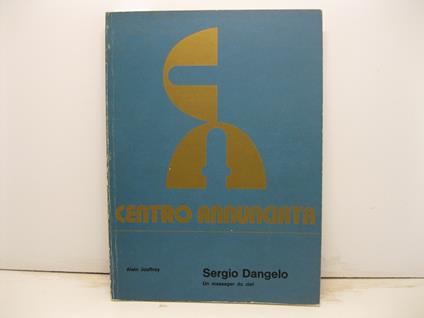 CENTRO ANNUNCIATA
Alain Jouffroy
Sergio Dangelo
Un messager du ciel